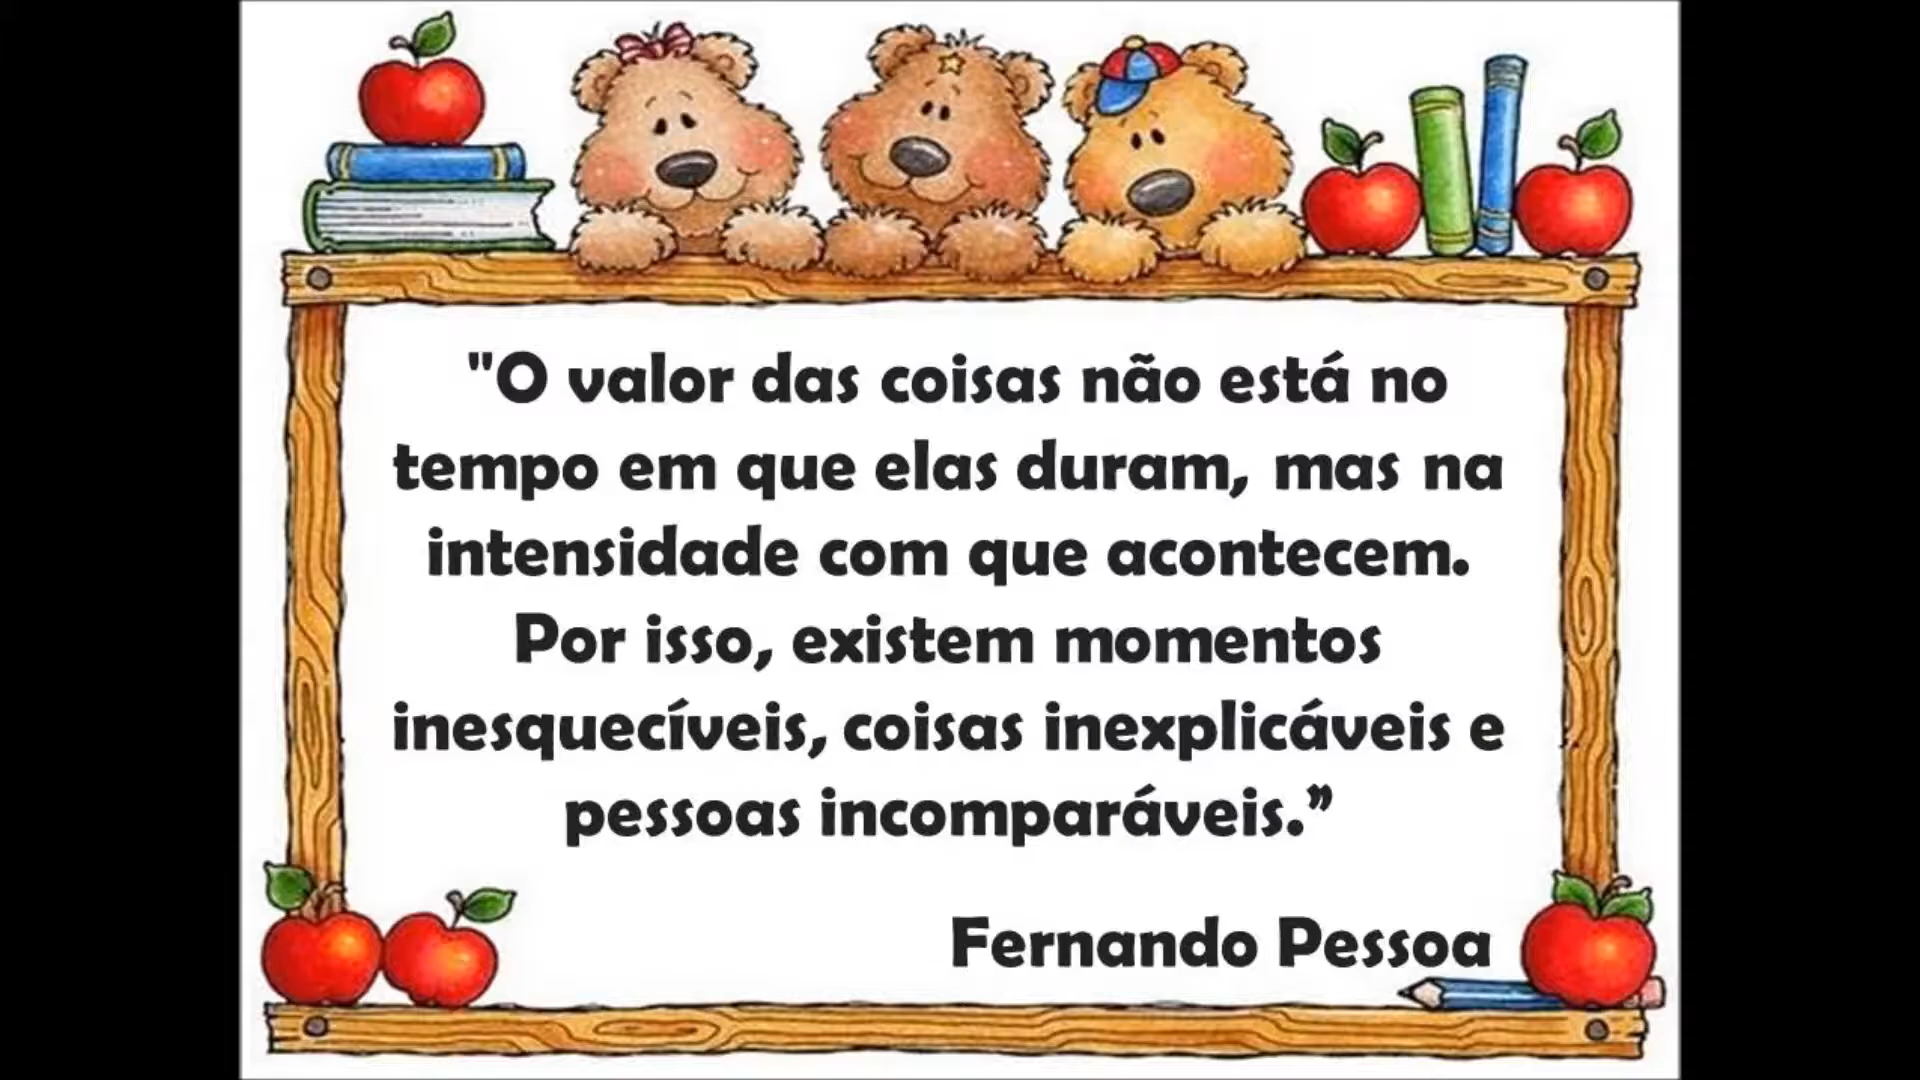 "O valor das coisas não está no
tempo em que elas duram, mas na
intensidade com que acontecem.
Por isso, existem momentos
inesquecíveis, coisas inexplicáveis e
pessoas incomparáveis.”
Fernando Pessoa